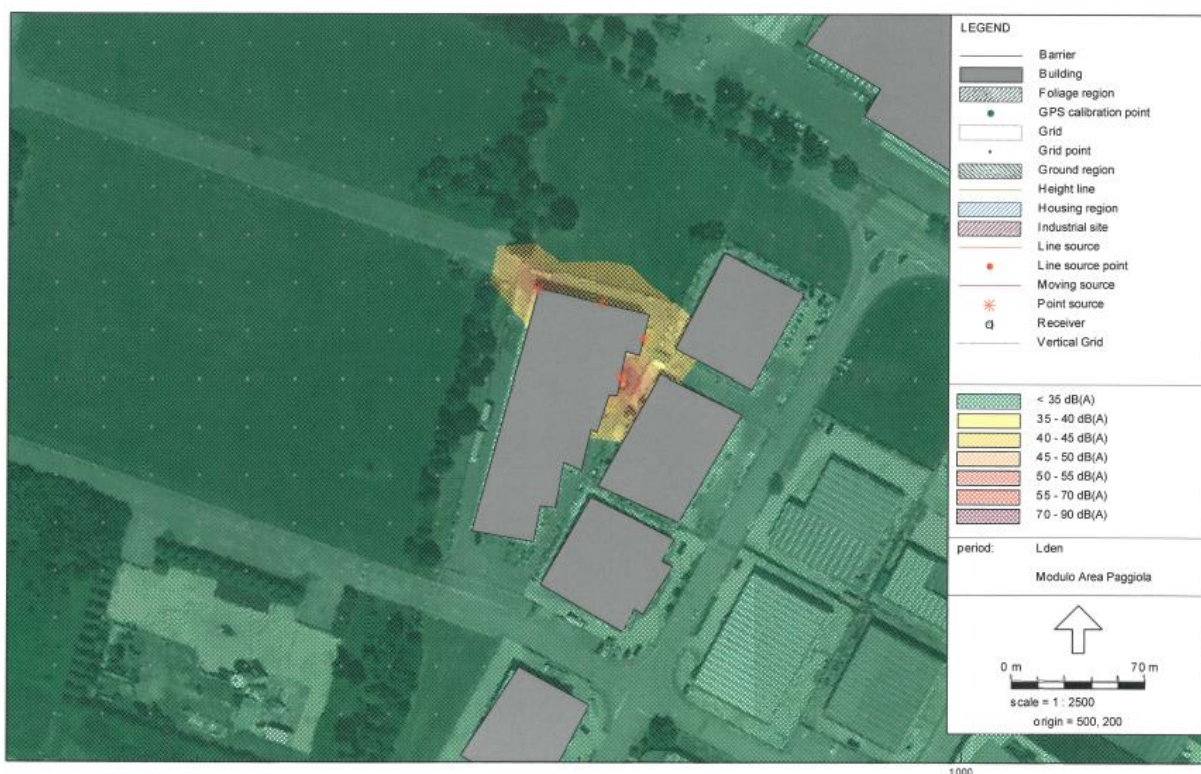 LEGEND
Barrier
Building
Foliage region
GPS calibration point
Grid
Grid point
Ground region
Height line
Housing region
Industrial site
Line source
Line source point
Moving source
Point source
Receiver
Vertical Grid
< 35 dB(A)
35 - 40 dB(A)
40 - 45 dB(A)
45 - 50 dB(A)
50 - 55 dB(A)
55 - 70 dB(A)
70 - 90 dB(A)
period: Lden
Modulo Area Paggiola
0 m 70 m
scale = 1 : 2500
origin = 500, 200
1000